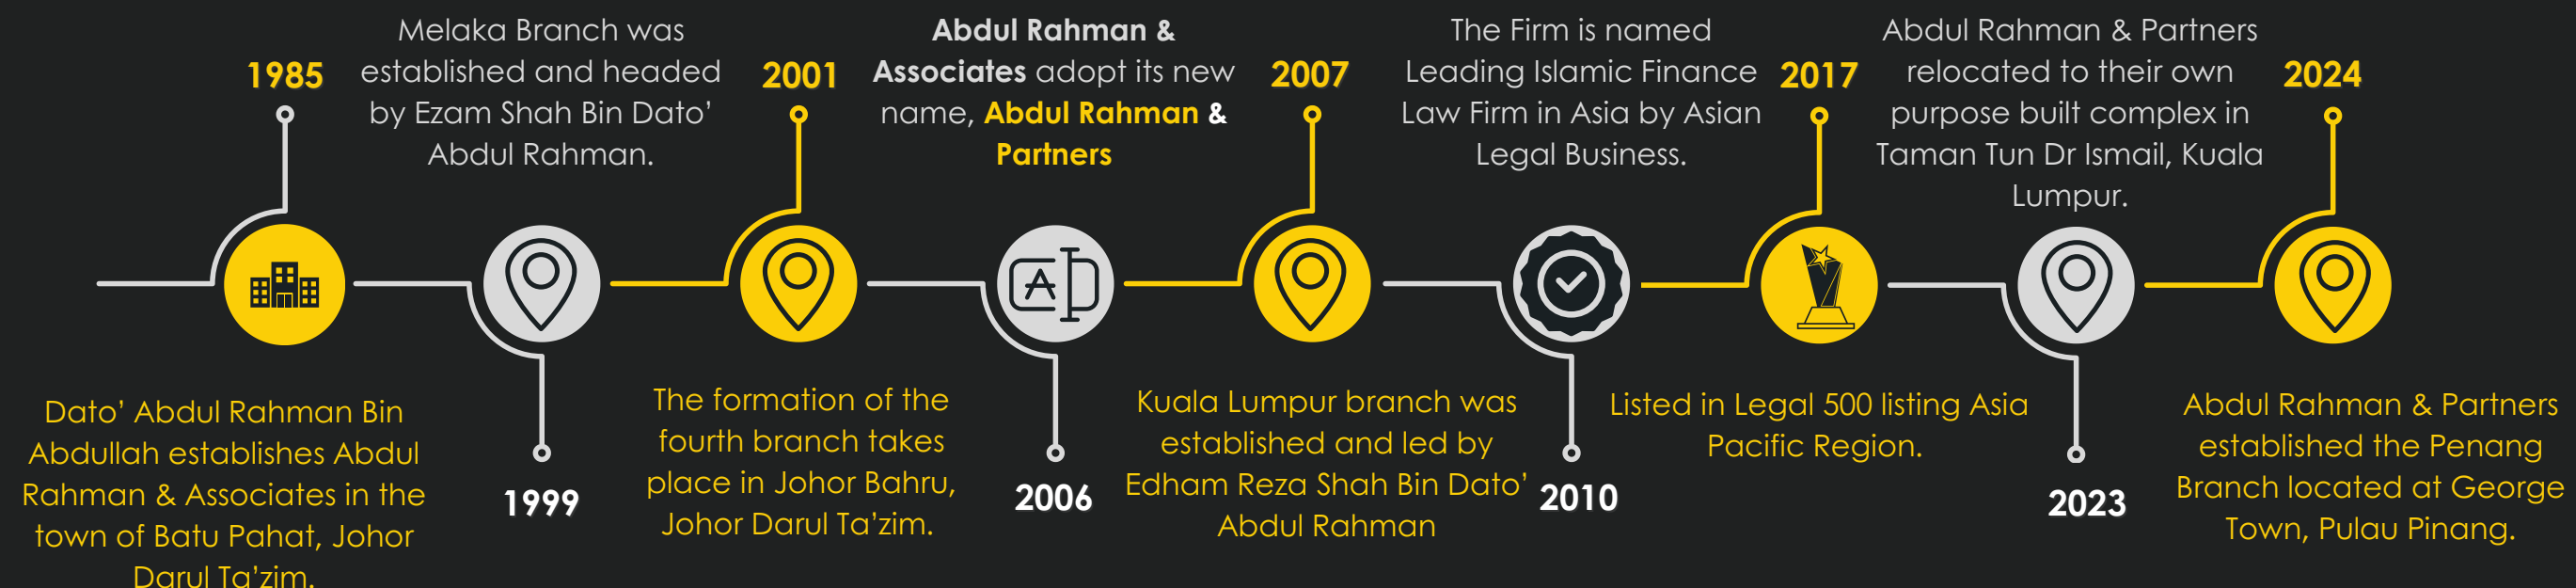 1985
Dato’ Abdul Rahman Bin
Abdullah establishes Abdul
Rahman & Associates in the
town of Batu Pahat, Johor
Darul Ta’zim.
Melaka Branch was
established and headed
by Ezam Shah Bin Dato’
Abdul Rahman.
1999
2001
The formation of the
fourth branch takes
place in Johor Bahru,
Johor Darul Ta’zim.
Abdul Rahman &
Associates adopt its new
name, Abdul Rahman &
Partners
2006
2007
Kuala Lumpur branch was
established and led by
Edham Reza Shah Bin Dato’
Abdul Rahman
The Firm is named
Leading Islamic Finance
Law Firm in Asia by Asian
Legal Business.
2010
2017
Listed in Legal 500 listing Asia
Pacific Region.
Abdul Rahman & Partners
relocated to their own
purpose built complex in
Taman Tun Dr Ismail, Kuala
Lumpur.
2023
2024
Abdul Rahman & Partners
established the Penang
Branch located at George
Town, Pulau Pinang.